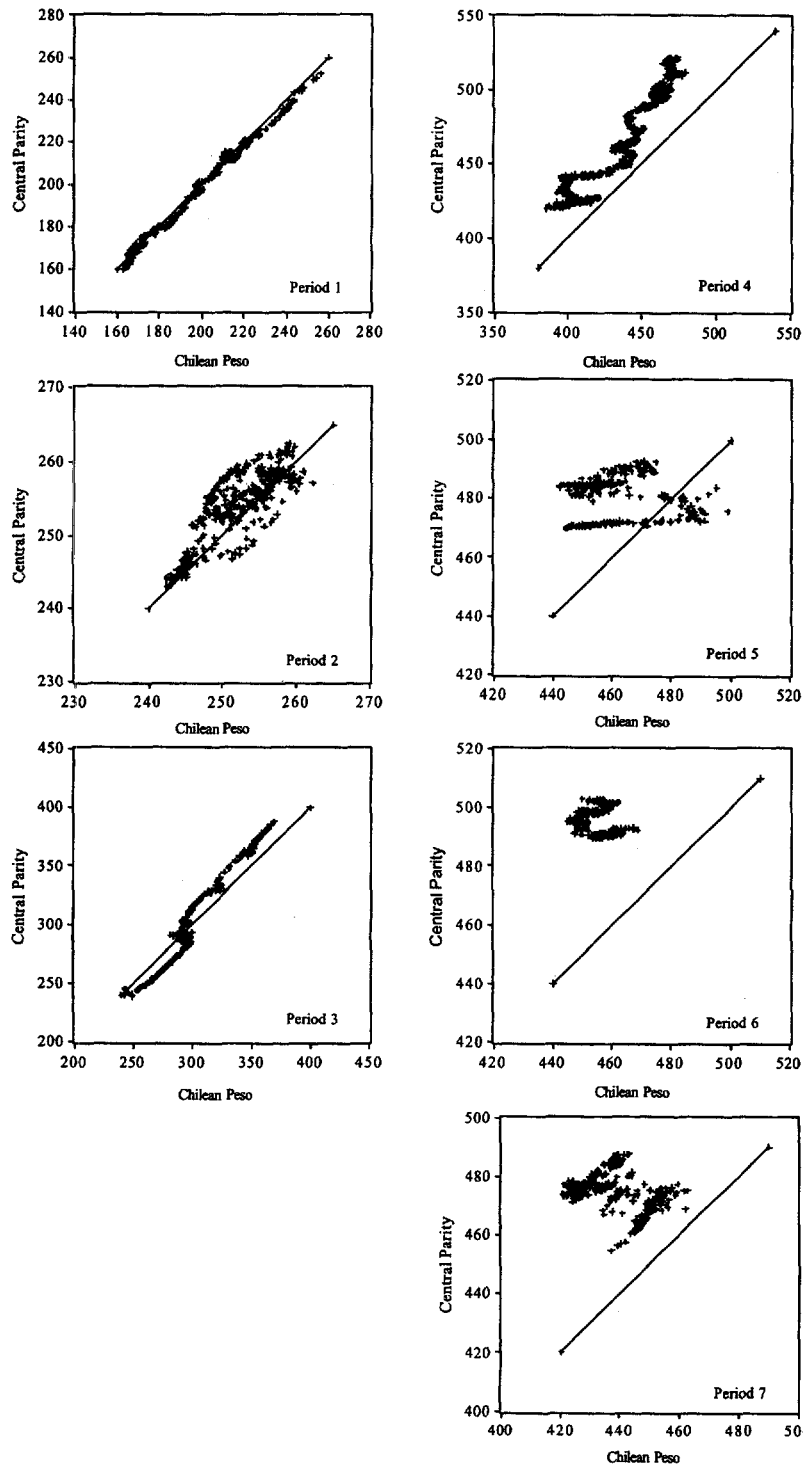 280
260
240
220
200
180
160
140
Central Parity
Period 1
140 160 180 200 220 240 260 280
Chilean Peso
550
500
450
400
350
Central Parity
Period 4
350 400 450 500 550
Chilean Peso
270
260
250
240
230
Central Parity
Period 2
230 240 250 260 270
Chilean Peso
520
500
480
460
440
420
Central Parity
Period 5
420 440 460 480 500 520
Chilean Peso
450
400
350
300
250
200
Central Parity
Period 3
200 250 300 350 400 450
Chilean Peso
520
500
480
460
440
420
Central Parity
Period 6
420 440 460 480 500 520
Chilean Peso
500
480
460
440
420
400
Central Parity
Period 7
400 420 440 460 480 50
Chilean Peso